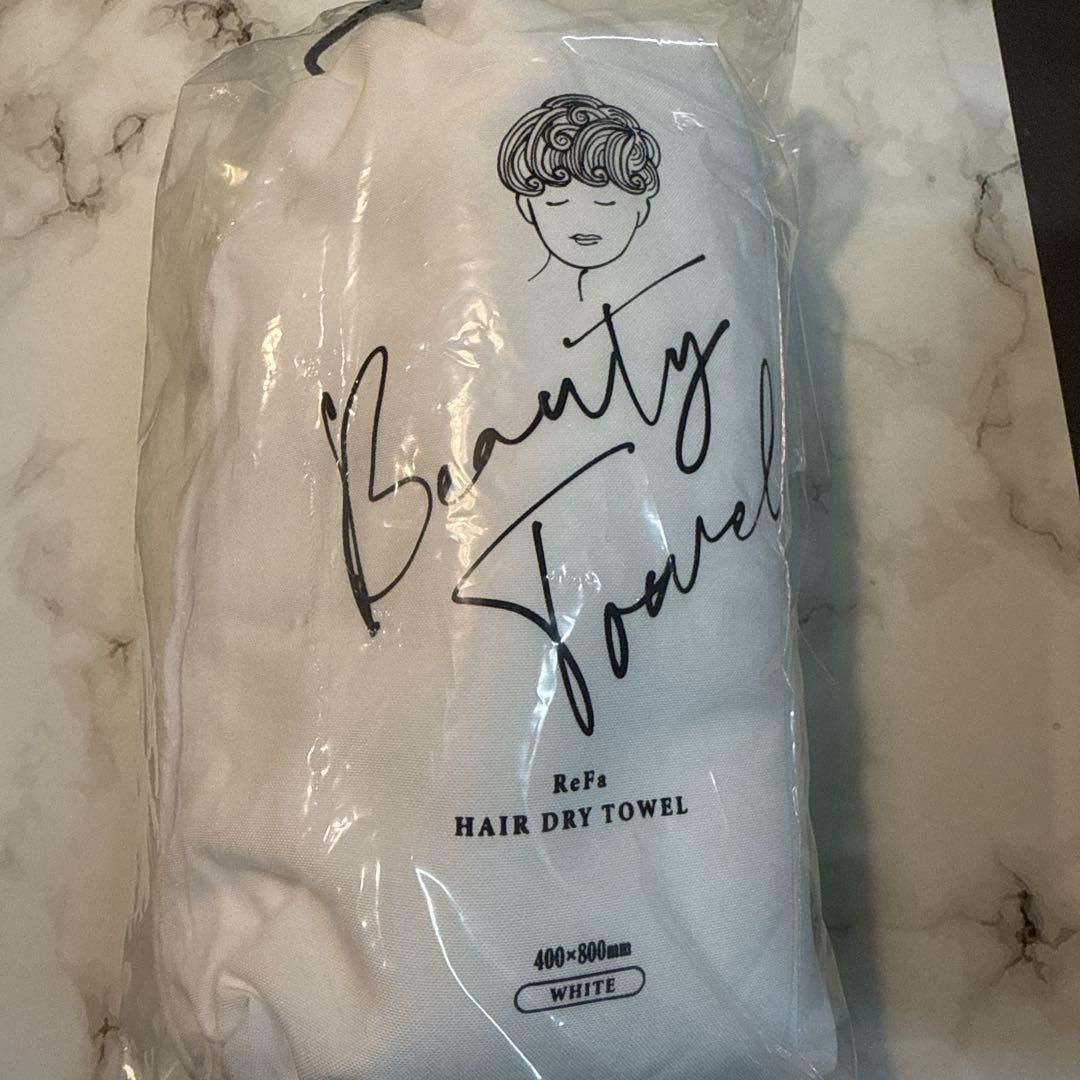 Beauty
Towel
ReFa
HAIR DRY TOWEL
400×800mm
WHITE